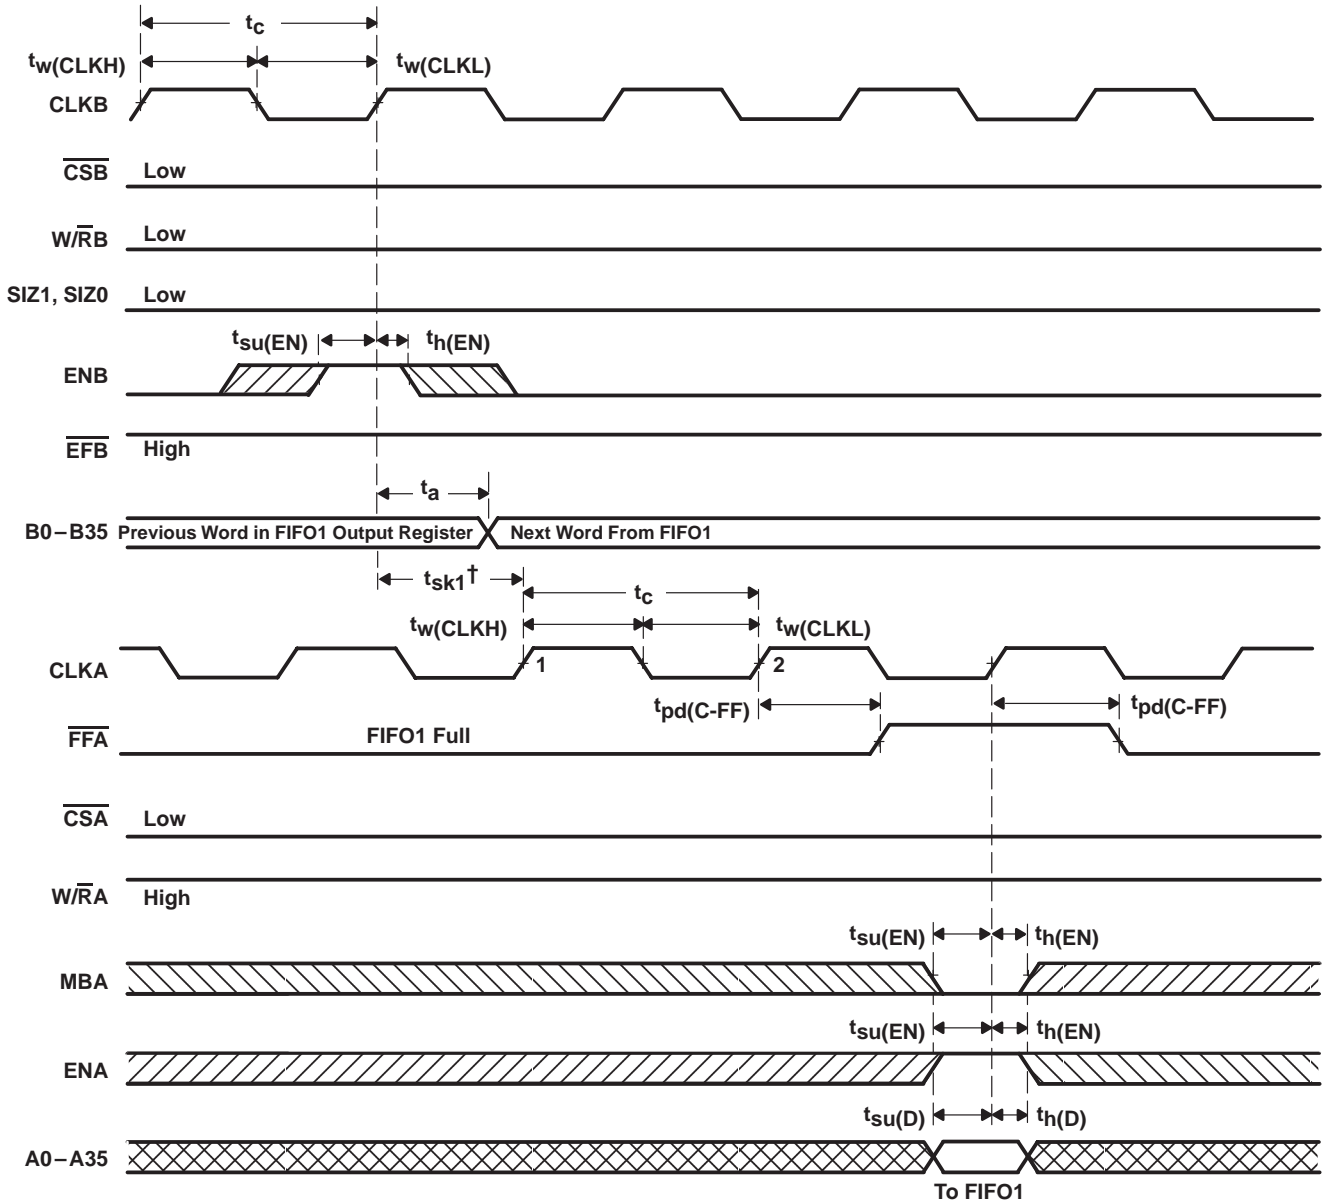 tc
tw(CLKH)
tw(CLKL)
CLKB
CSB Low
W/RB Low
SIZ1, SIZ0 Low
tsu(EN) th(EN)
ENB
EFB High
ta
B0–B35 Previous Word in FIFO1 Output Register Next Word From FIFO1
tsk1†
tc
tw(CLKH) tw(CLKL)
CLKA 1 2
tpd(C-FF) tpd(C-FF)
FFA FIFO1 Full
CSA Low
W/RA High
tsu(EN) th(EN)
MBA
tsu(EN) th(EN)
ENA
tsu(D) th(D)
A0–A35
To FIFO1